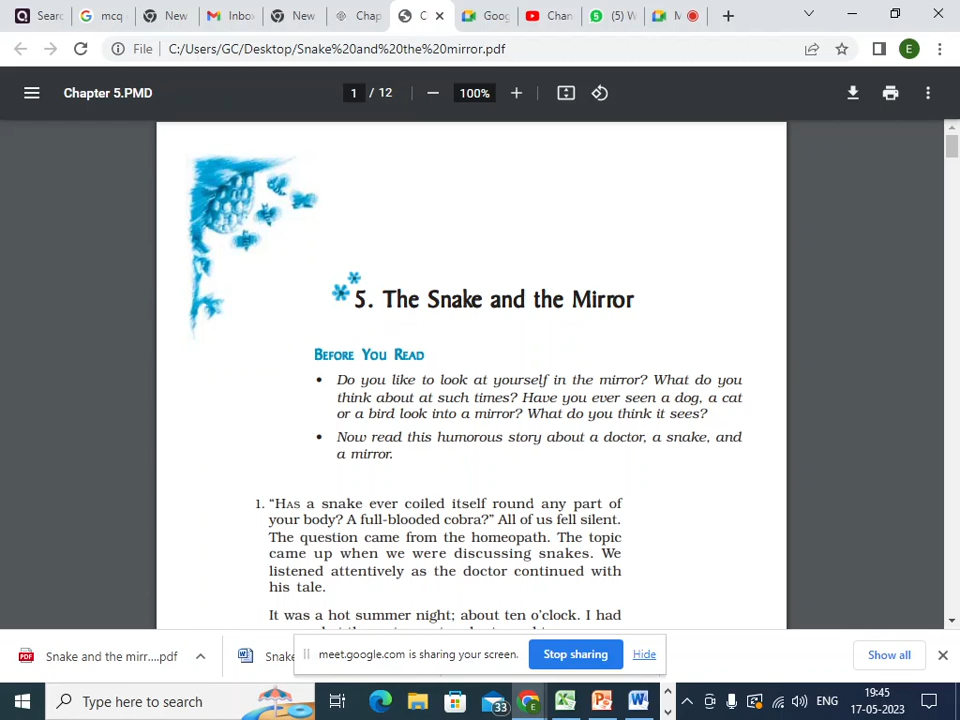 Searc
mcq
New
Inbo
New
Chap
C
Goog
Chan
(5) W
M
File C:/Users/GC/Desktop/Snake%20and%20the%20mirror.pdf
E
Chapter 5.PMD
1 / 12
100%
5. The Snake and the Mirror
BEFORE YOU READ
• Do you like to look at yourself in the mirror? What do you
think about at such times? Have you ever seen a dog, a cat
or a bird look into a mirror? What do you think it sees?
• Now read this humorous story about a doctor, a snake, and
a mirror.
1. “HAS a snake ever coiled itself round any part of
your body? A full-blooded cobra?” All of us fell silent.
The question came from the homeopath. The topic
came up when we were discussing snakes. We
listened attentively as the doctor continued with
his tale.
It was a hot summer night; about ten o’clock. I had
Snake and the mirr....pdf
Snake
meet.google.com is sharing your screen.
Stop sharing
Hide
Show all
Type here to search
33
ENG
19:45
17-05-2023